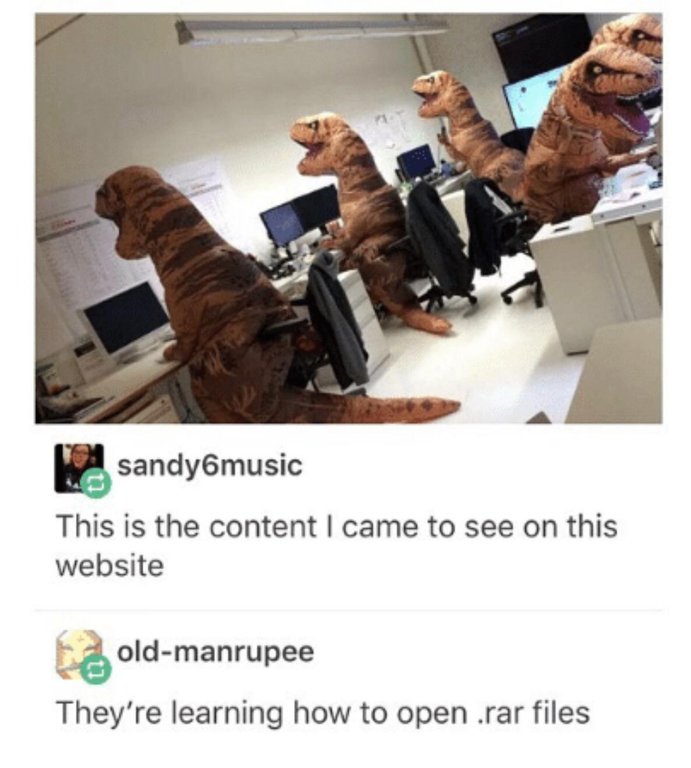 sandy6music
This is the content I came to see on this
website
old-manrupee
They're learning how to open .rar files